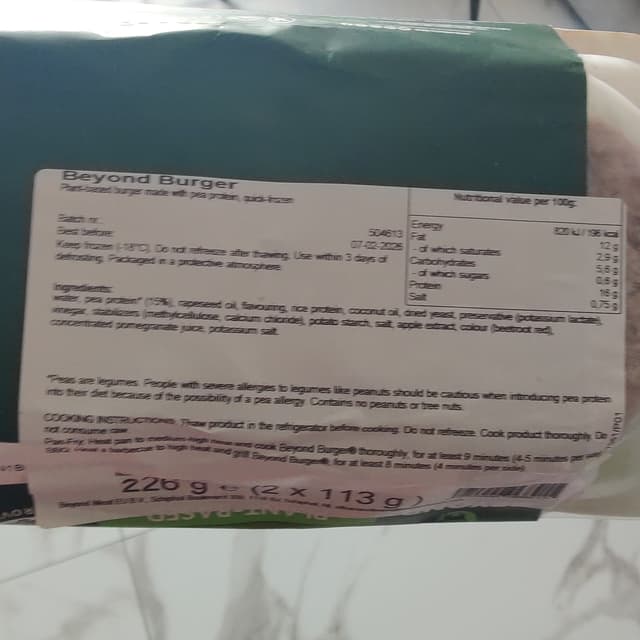 Beyond Burger
Plant-based burger made with pea protein, quick-frozen
Batch nr. 504613
Best before: 07-02-2026
Keep frozen (-18°C). Do not refreeze after thawing. Use within 3 days of
defrosting. Packaged in a protective atmosphere.
Nutritional value per 100g:
Energy 820 kJ / 196 kcal
Fat 12 g
- of which saturates 2,9 g
Carbohydrates 5,6 g
- of which sugars
Protein 16 g
Salt 0,75 g
Ingredients:
water, pea protein* (15%), rapeseed oil, flavouring, rice protein, coconut oil, dried yeast, preservative (potassium lactate),
vinegar, stabilizers (methylcellulose, calcium chloride), potato starch, salt, apple extract, colour (beetroot red),
concentrated pomegranate juice, potassium salt.
*Peas are legumes. People with severe allergies to legumes like peanuts should be cautious when introducing pea protein
into their diet because of the possibility of a pea allergy. Contains no peanuts or tree nuts.
COOKING INSTRUCTIONS: product in the refrigerator before cooking. Do not refreeze. Cook product thoroughly. Do
not consume raw.
Pan-Fry: Heat pan to medium-high heat and cook Beyond Burger® thoroughly, for at least 9 minutes (4-5 minutes per
BBQ: Heat a barbecue to high heat and grill Beyond Burger®, for at least 8 minutes (4 minutes per side).
226 g e (2 x 113 g)